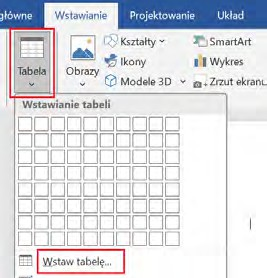 główne Wstawianie Projektowanie Układ
Tabela
Obrazy
Kształty
Ikony
Modele 3D
SmartArt
Wykres
Zrzut ekranu
Wstawianie tabeli
Wstaw tabelę...